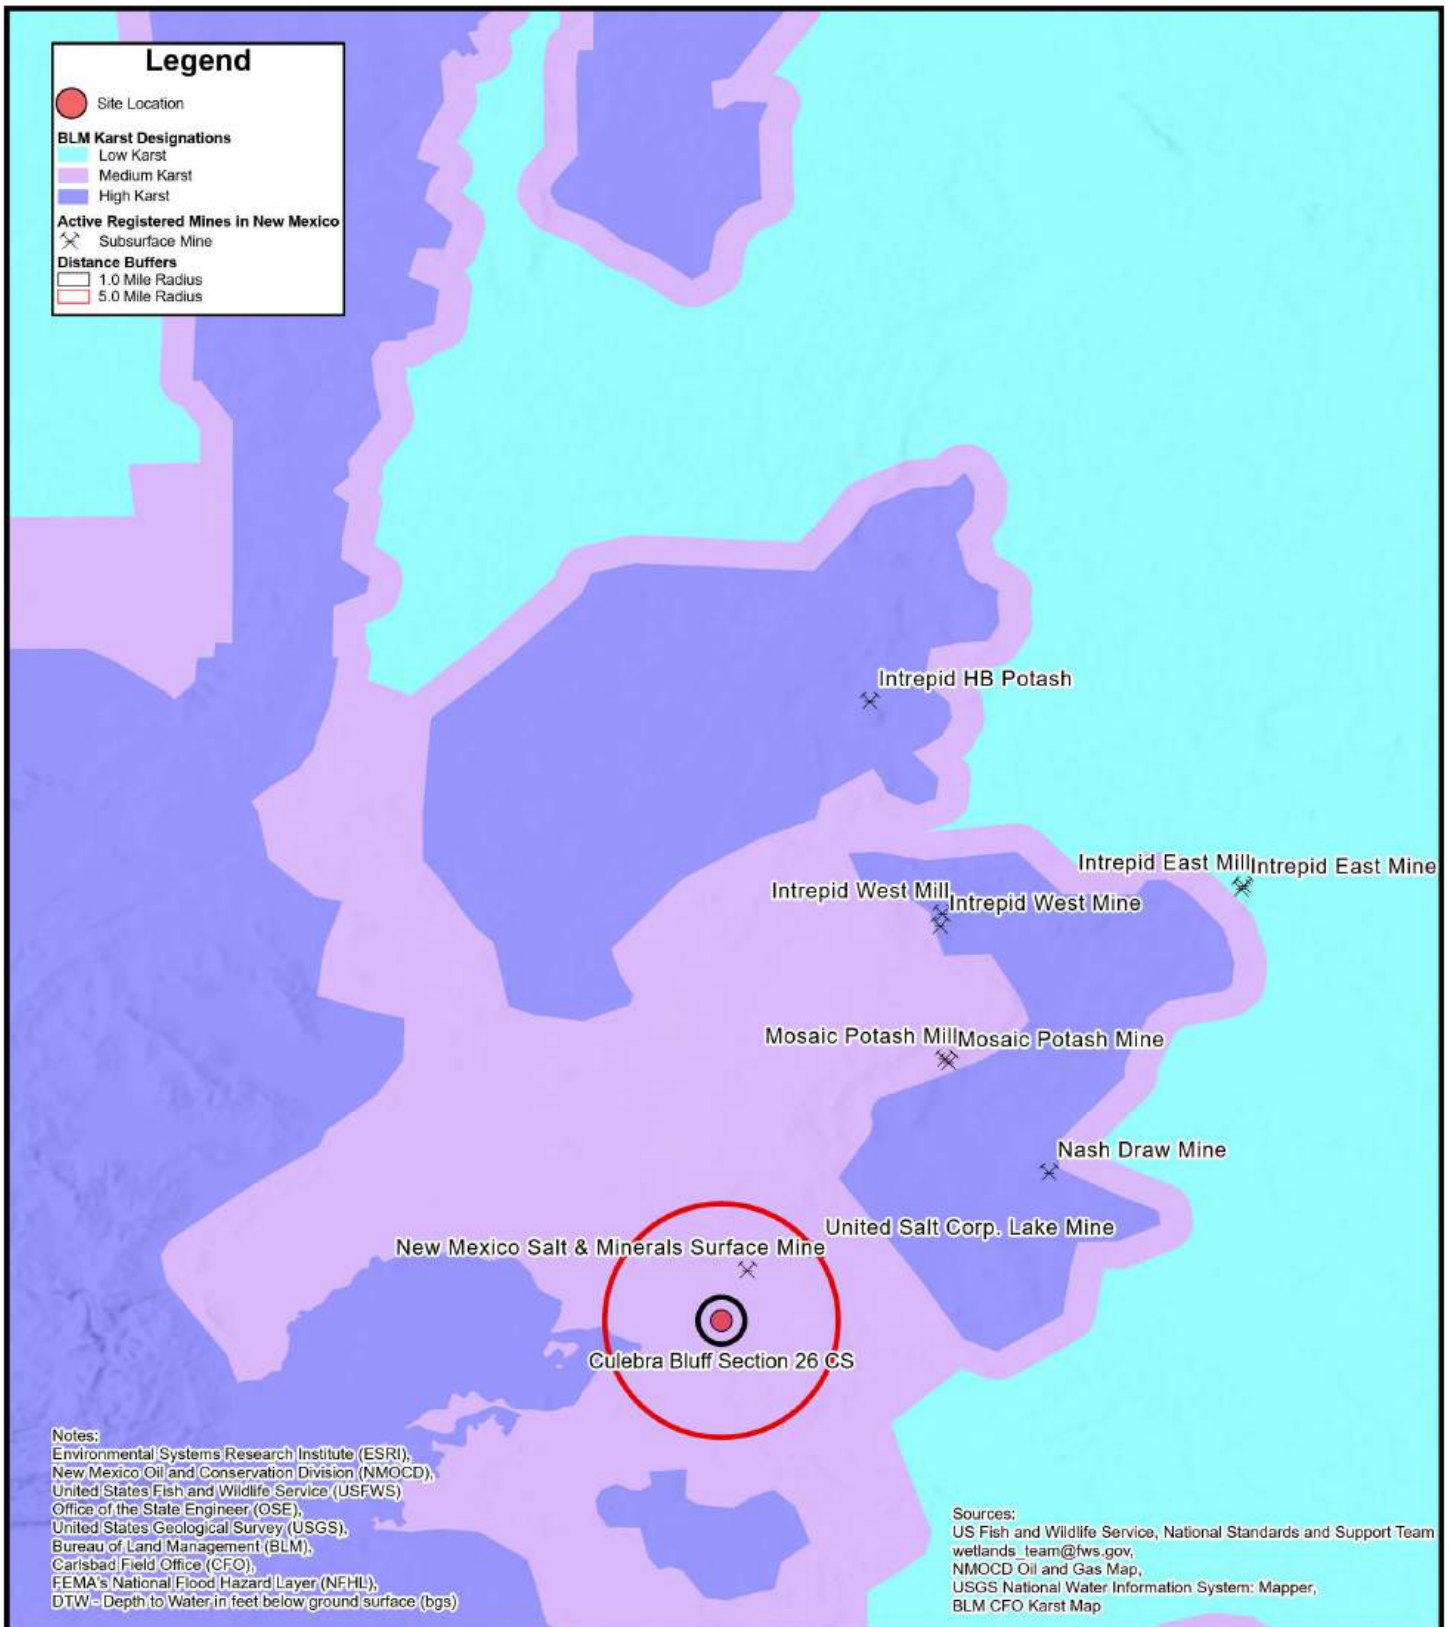 Legend
Site Location
BLM Karst Designations
Low Karst
Medium Karst
High Karst
Active Registered Mines in New Mexico
Subsurface Mine
Distance Buffers
1.0 Mile Radius
5.0 Mile Radius
Intrepid HB Potash
Intrepid East Mill
Intrepid East Mine
Intrepid West Mill
Intrepid West Mine
Mosaic Potash Mill
Mosaic Potash Mine
Nash Draw Mine
United Salt Corp. Lake Mine
New Mexico Salt & Minerals Surface Mine
Culebra Bluff Section 26 CS
Notes:
Environmental Systems Research Institute (ESRI),
New Mexico Oil and Conservation Division (NMOCD),
United States Fish and Wildlife Service (USFWS)
Office of the State Engineer (OSE),
United States Geological Survey (USGS),
Bureau of Land Management (BLM),
Carlsbad Field Office (CFO),
FEMA's National Flood Hazard Layer (NFHL),
DTW - Depth to Water in feet below ground surface (bgs)
Sources:
US Fish and Wildlife Service, National Standards and Support Team
wetlands_team@fws.gov,
NMOCD Oil and Gas Map,
USGS National Water Information System: Mapper,
BLM CFO Karst Map